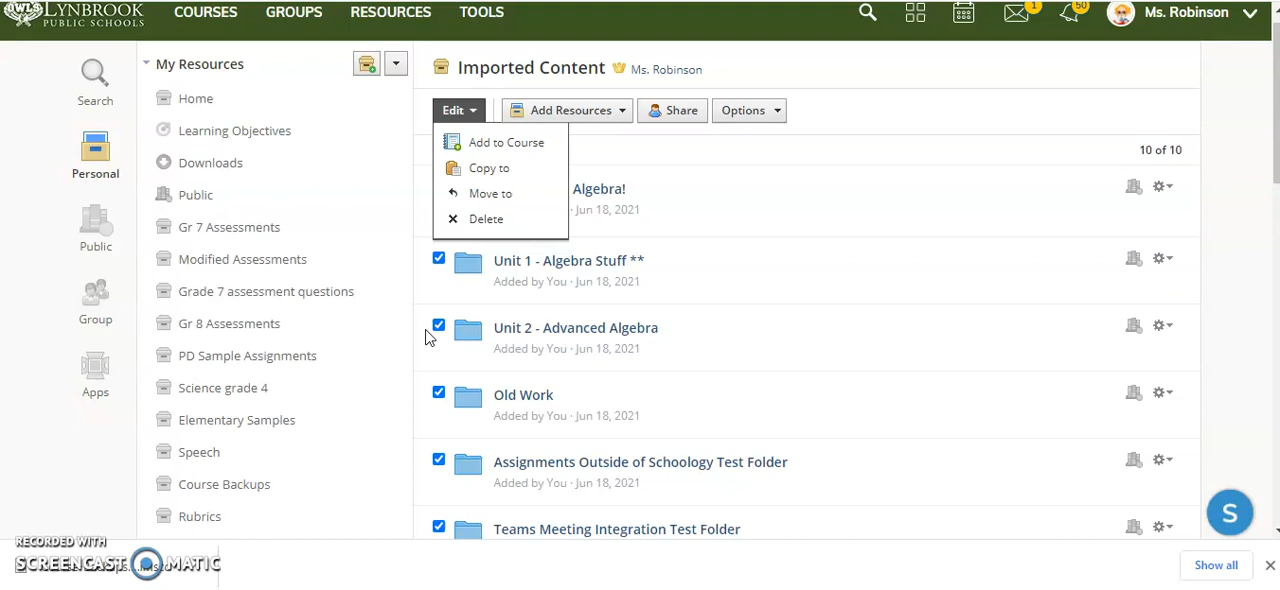 LYNBROOK
PUBLIC SCHOOLS
OWLS
COURSES
GROUPS
RESOURCES
TOOLS
1
50
Ms. Robinson
Search
Personal
Public
Group
Apps
My Resources
Home
Learning Objectives
Downloads
Public
Gr 7 Assessments
Modified Assessments
Grade 7 assessment questions
Gr 8 Assessments
PD Sample Assignments
Science grade 4
Elementary Samples
Speech
Course Backups
Rubrics
Imported Content Ms. Robinson
Edit
Add Resources
Share
Options
Add to Course
Copy to
Move to
Delete
10 of 10
Algebra!
Jun 18, 2021
Unit 1 - Algebra Stuff **
Added by You · Jun 18, 2021
Unit 2 - Advanced Algebra
Added by You · Jun 18, 2021
Old Work
Added by You · Jun 18, 2021
Assignments Outside of Schoology Test Folder
Added by You · Jun 18, 2021
Teams Meeting Integration Test Folder
S
RECORDED WITH
SCREENCAST MATIC
Show all